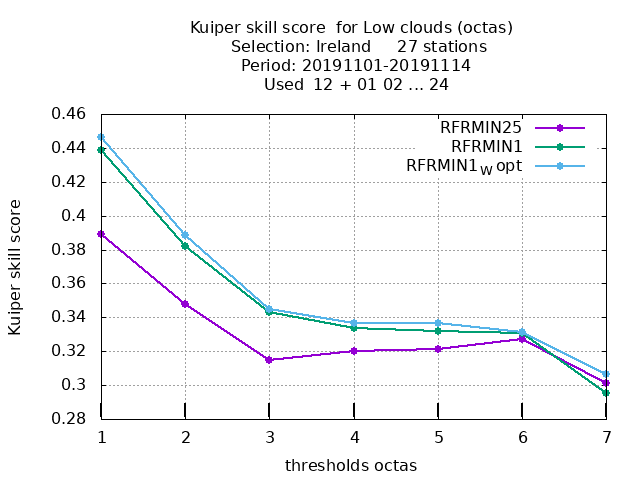 Kuiper skill score  for Low clouds (octas)
Selection: Ireland     27 stations
Period: 20191101-20191114
Used  12 + 01 02 ... 24
RFRMIN25
RFRMIN1
RFRMIN1W opt
Kuiper skill score
0.46
0.44
0.42
0.4
0.38
0.36
0.34
0.32
0.3
0.28
1 2 3 4 5 6 7
thresholds octas